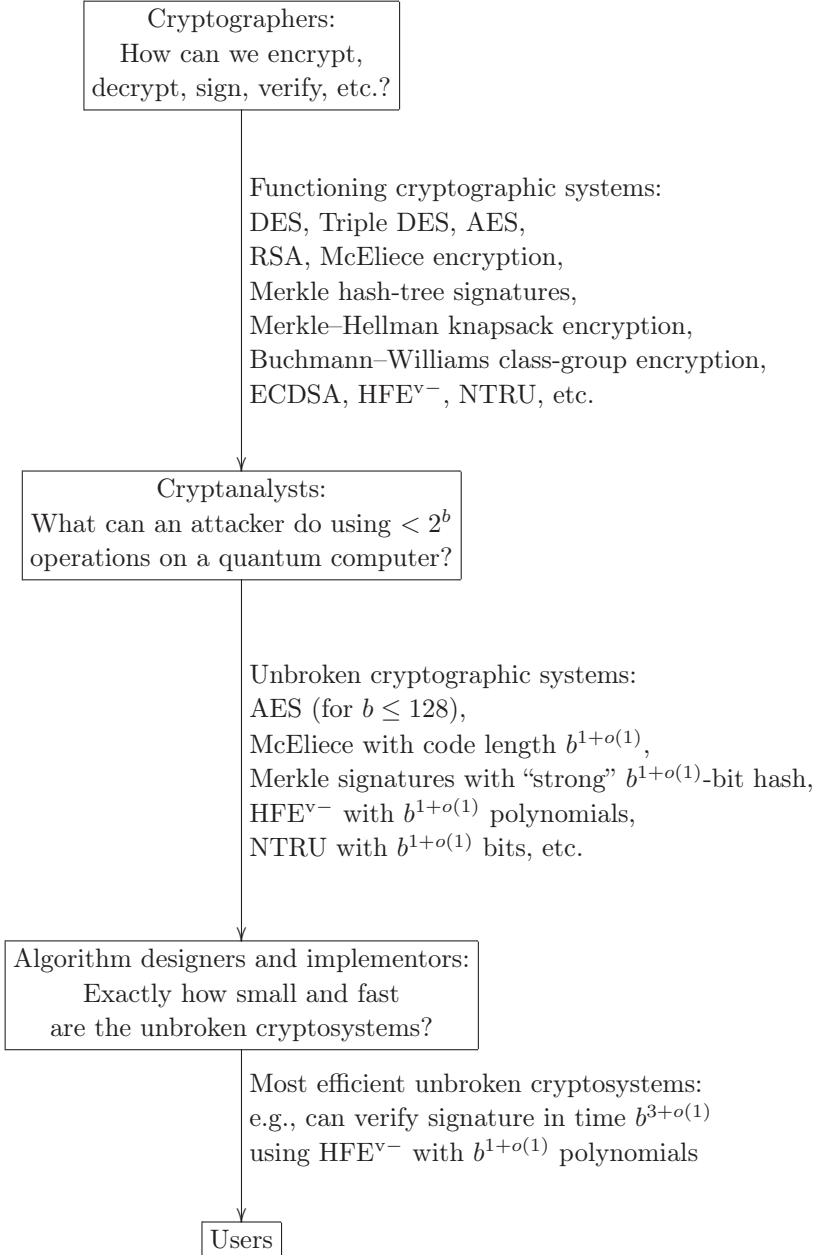 Cryptographers:
How can we encrypt,
decrypt, sign, verify, etc.?
Functioning cryptographic systems:
DES, Triple DES, AES,
RSA, McEliece encryption,
Merkle hash-tree signatures,
Merkle–Hellman knapsack encryption,
Buchmann–Williams class-group encryption,
ECDSA, HFE^{v−}, NTRU, etc.
Cryptanalysts:
What can an attacker do using < 2^b
operations on a quantum computer?
Unbroken cryptographic systems:
AES (for b ≤ 128),
McEliece with code length b^{1+o(1)},
Merkle signatures with “strong” b^{1+o(1)}-bit hash,
HFE^{v−} with b^{1+o(1)} polynomials,
NTRU with b^{1+o(1)} bits, etc.
Algorithm designers and implementors:
Exactly how small and fast
are the unbroken cryptosystems?
Most efficient unbroken cryptosystems:
e.g., can verify signature in time b^{3+o(1)}
using HFE^{v−} with b^{1+o(1)} polynomials
Users